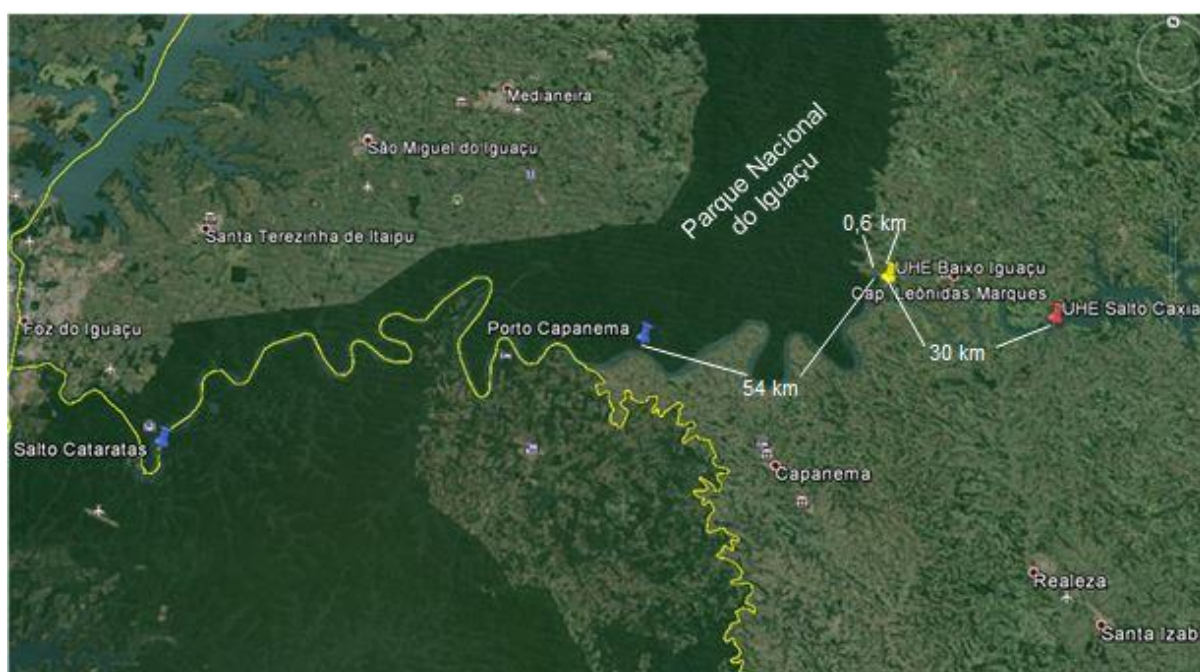 N
Medianeira
São Miguel do Iguaçu
Parque Nacional
do Iguaçu
Santa Terezinha de Itaipu
0,6 km
UHE Baixo Iguaçu
Cap. Leônidas Marques
UHE Salto Caxia
Foz do Iguaçu
Porto Capanema
30 km
54 km
Salto Cataratas
Capanema
Realeza
Santa Izab